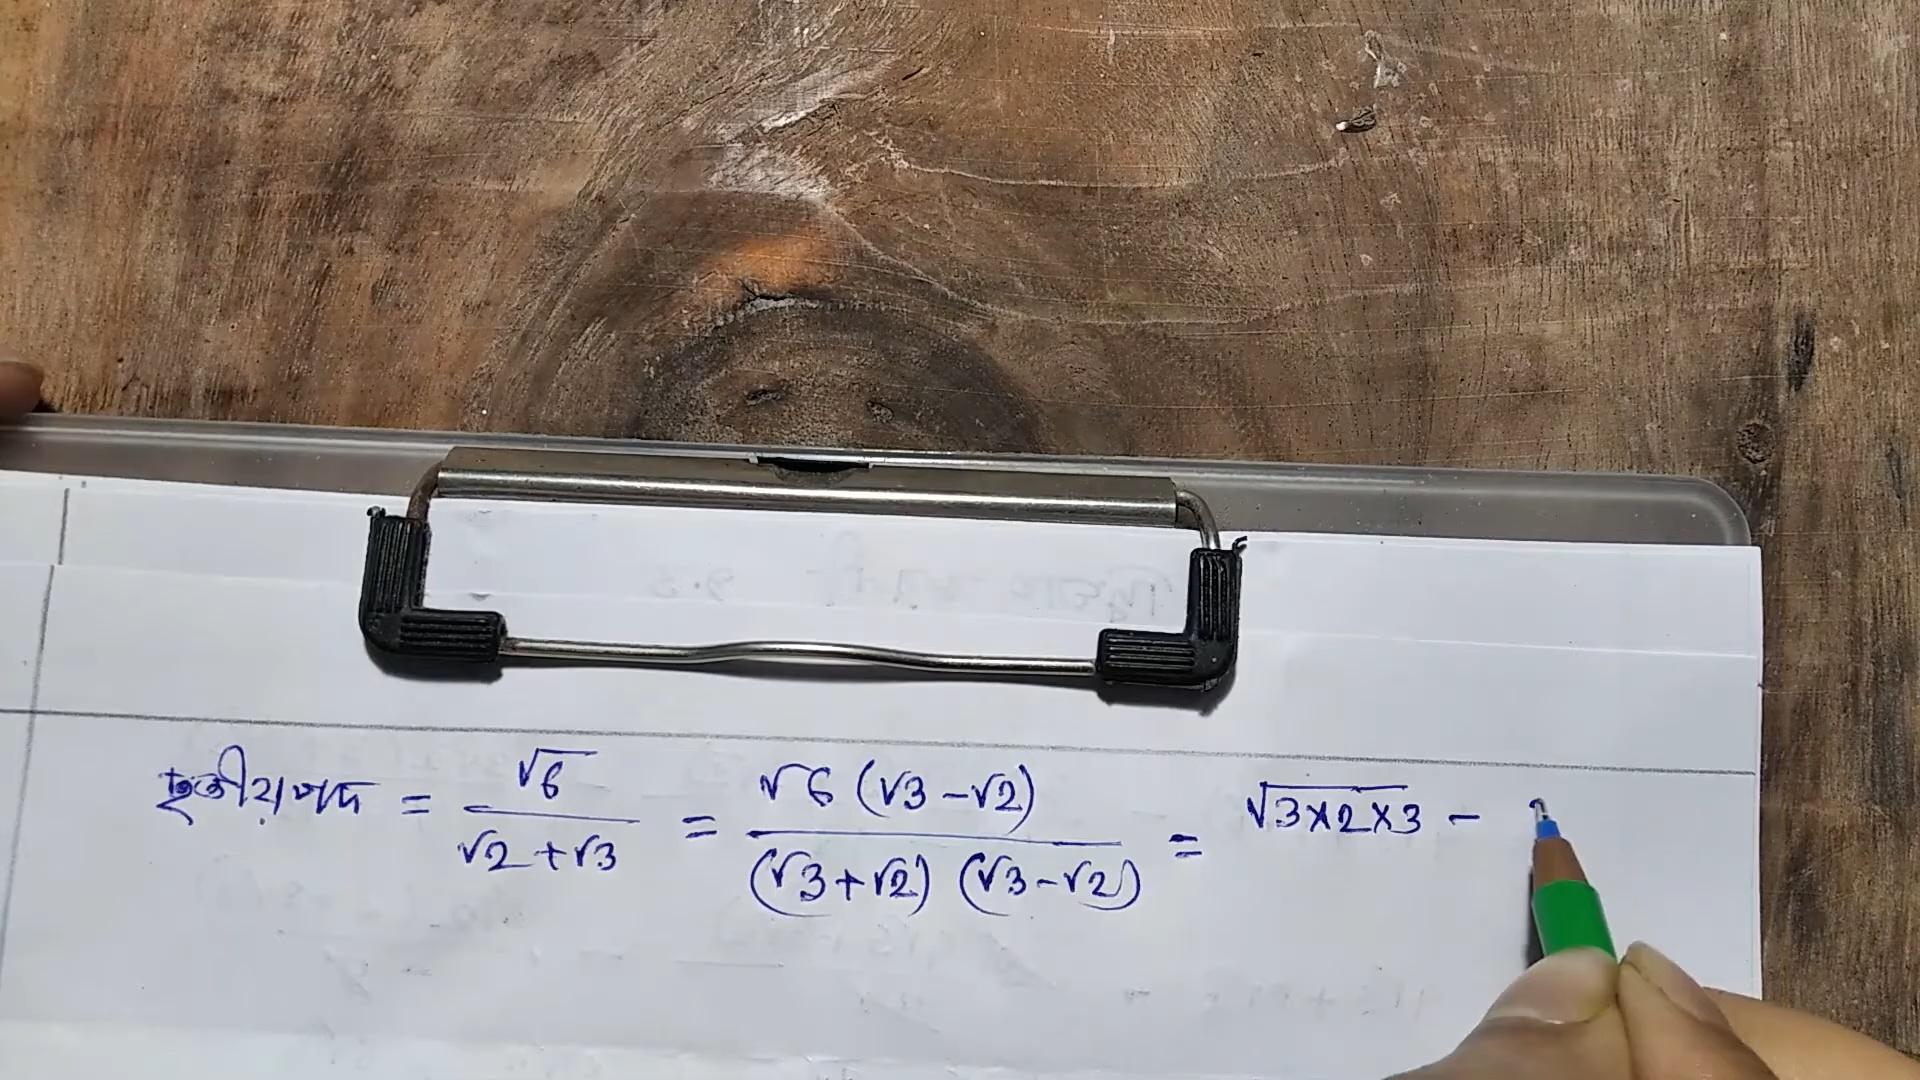 তৃতীয় পদ = √6 / (√2 + √3) = √6 (√3 - √2) / (√3 + √2) (√3 - √2) = √3×2×3 -